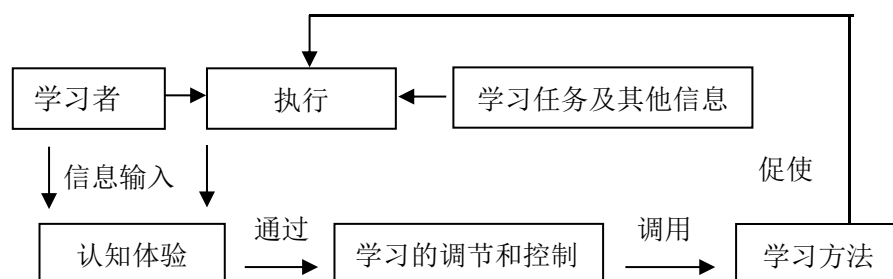 学习者
执行
学习任务及其他信息
信息输入
促使
认知体验
通过
学习的调节和控制
调用
学习方法